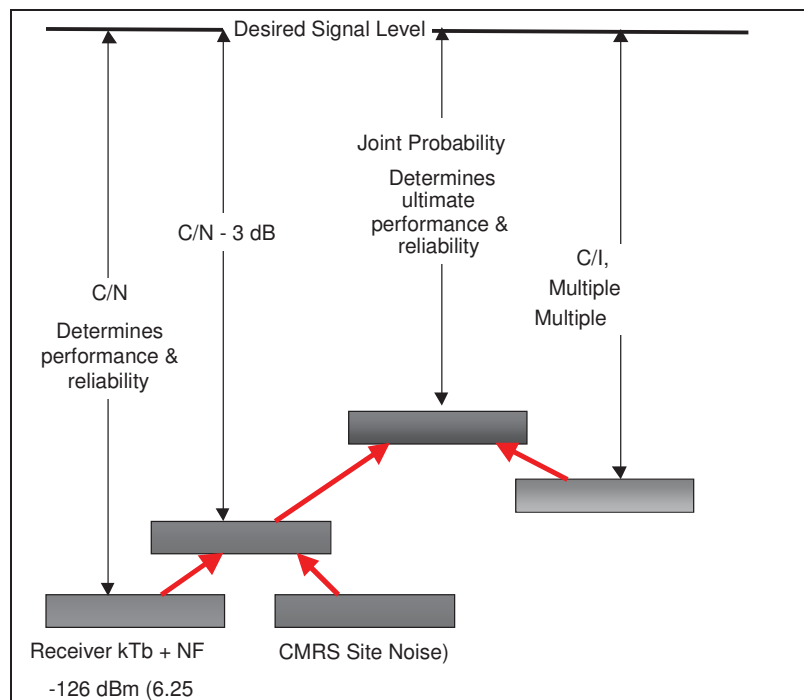 Desired Signal Level
Joint Probability
Determines
ultimate
performance &
reliability
C/N - 3 dB
C/I,
Multiple
Multiple
C/N
Determines
performance &
reliability
Receiver kTb + NF
-126 dBm (6.25
CMRS Site Noise)